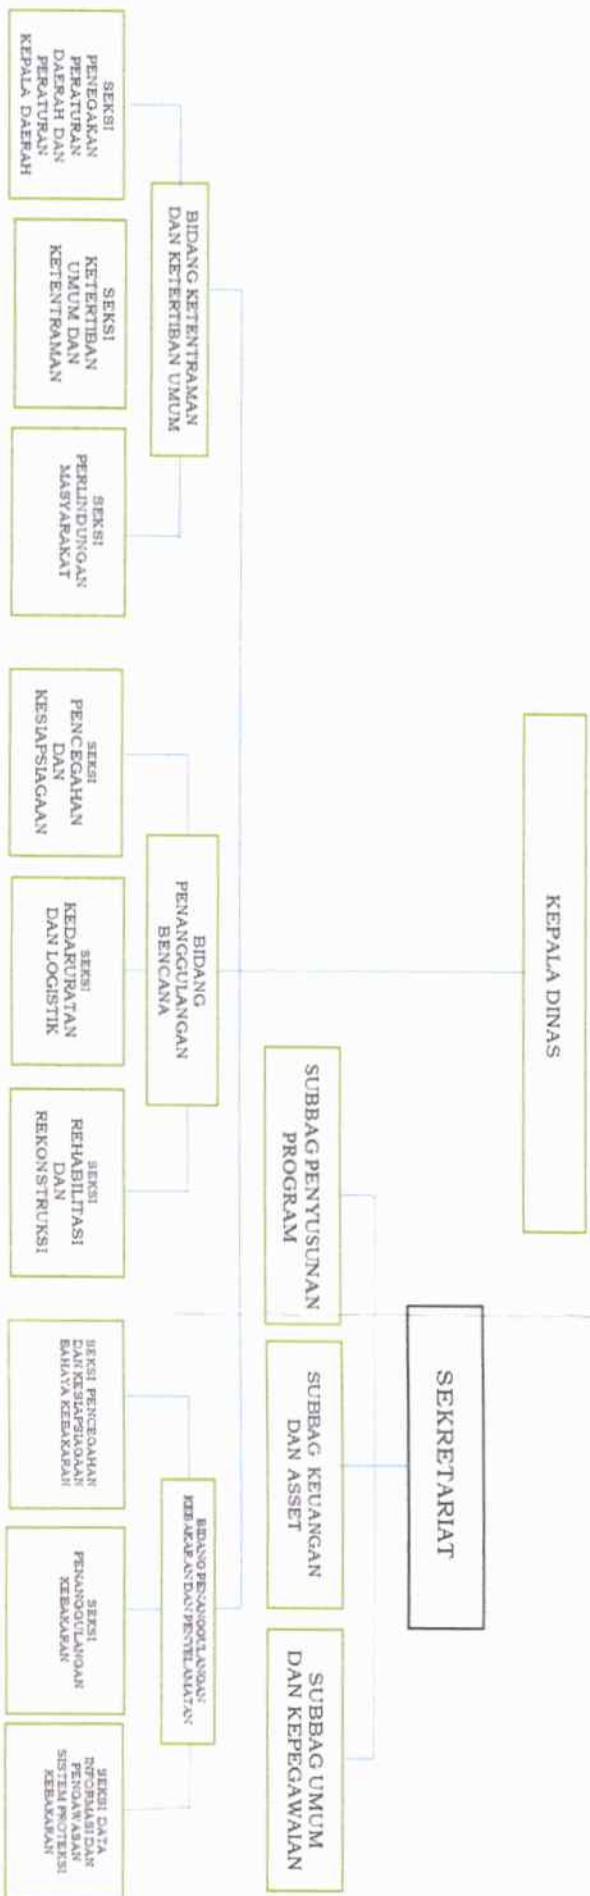 KEPALA DINAS
SEKRETARIAT
SUBBAG PENYUSUNAN
PROGRAM
SUBBAG KEUANGAN
DAN ASSET
SUBBAG UMUM
DAN KEPEGAWAIAN
BIDANG KETENTRAMAN
DAN KETERTIBAN UMUM
BIDANG
PENANGGULANGAN
BENCANA
BIDANG PENANGGULANGAN
KEBAKARAN DAN PENYELAMATAN
SEKSI
PENEGAKAN
PERATURAN
DAERAH DAN
PERATURAN
KEPALA DAERAH
SEKSI
KETERTIBAN
UMUM DAN
KETENTRAMAN
SEKSI
PERLINDUNGAN
MASYARAKAT
SEKSI
PENCEGAHAN
DAN
KESIAPSIAGAAN
SEKSI
KEDARURATAN
DAN LOGISTIK
SEKSI
REHABILITASI
DAN
REKONSTRUKSI
SEKSI PENCEGAHAN
DAN KESIAPSIAGAAN
BAHAYA KEBAKARAN
SEKSI
PENANGGULANGAN
KEBAKARAN
SEKSI DATA
INFORMASI DAN
PENGAWASAN
SISTEM PROTEKSI
KEBAKARAN